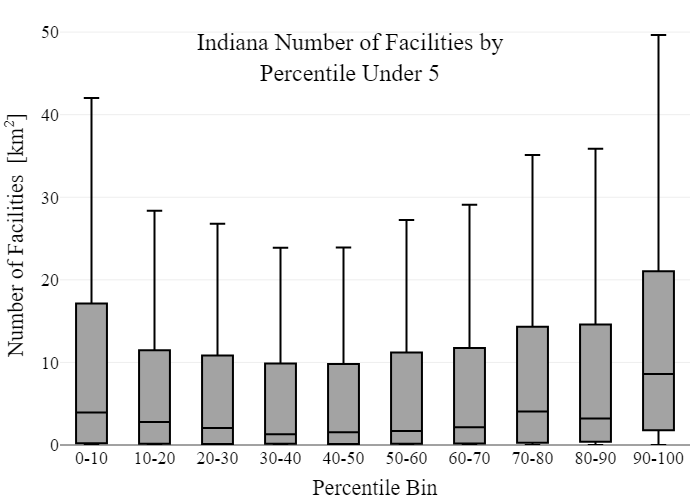 Indiana Number of Facilities by
Percentile Under 5
Number of Facilities [km²]
50
40
30
20
10
0
0-10 10-20 20-30 30-40 40-50 50-60 60-70 70-80 80-90 90-100
Percentile Bin